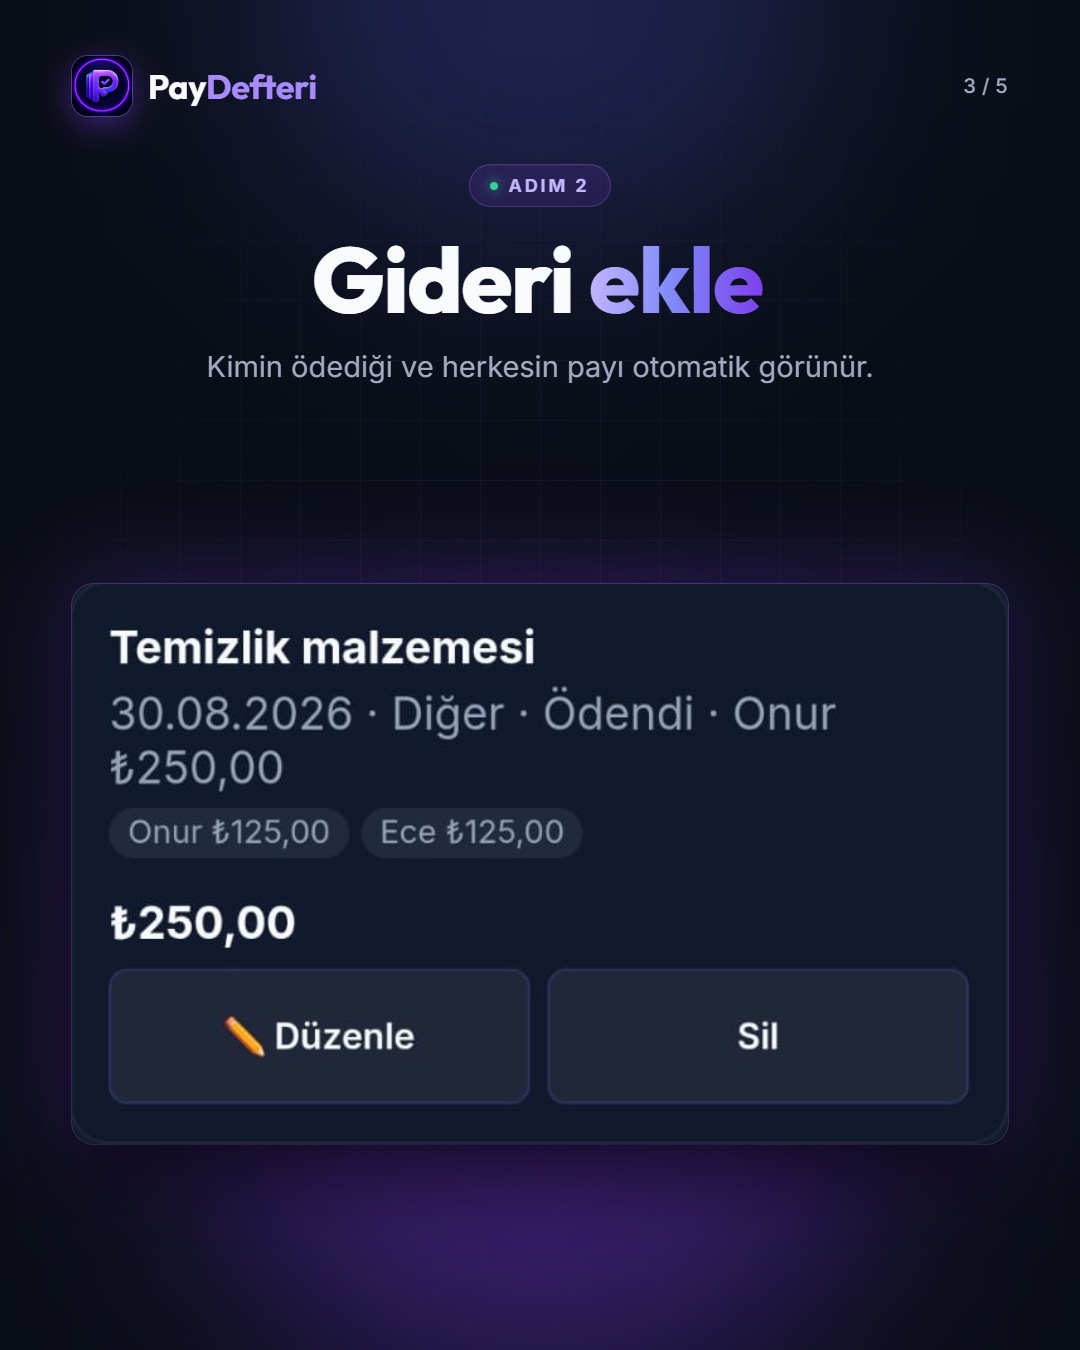 PayDefteri
3 / 5
ADIM 2
Gideri ekle
Kimin ödediği ve herkesin payı otomatik görünür.
Temizlik malzemesi
30.08.2026 · Diğer · Ödendi · Onur
₺250,00
Onur ₺125,00 Ece ₺125,00
₺250,00
✏️ Düzenle Sil